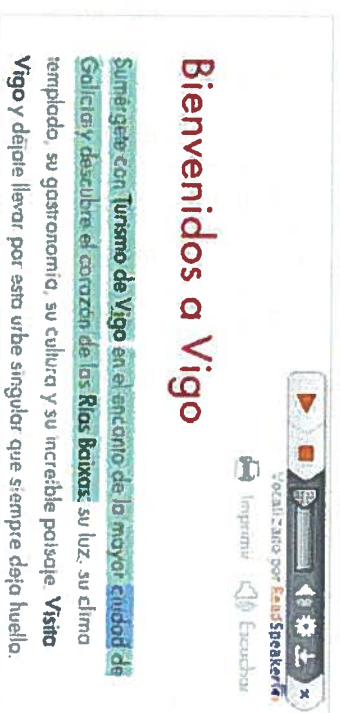 Vocalizado por ReadSpeaker
Imprimir Escuchar
Bienvenidos a Vigo
Sumérgete con Turismo de Vigo en el encanto de la mayor ciudad de
Galicia y descubre el corazón de las Rías Baixas: su luz, su clima
templado, su gastronomía, su cultura y su increíble paisaje. Visita
Vigo y déjate llevar por esta urbe singular que siempre deja huella.